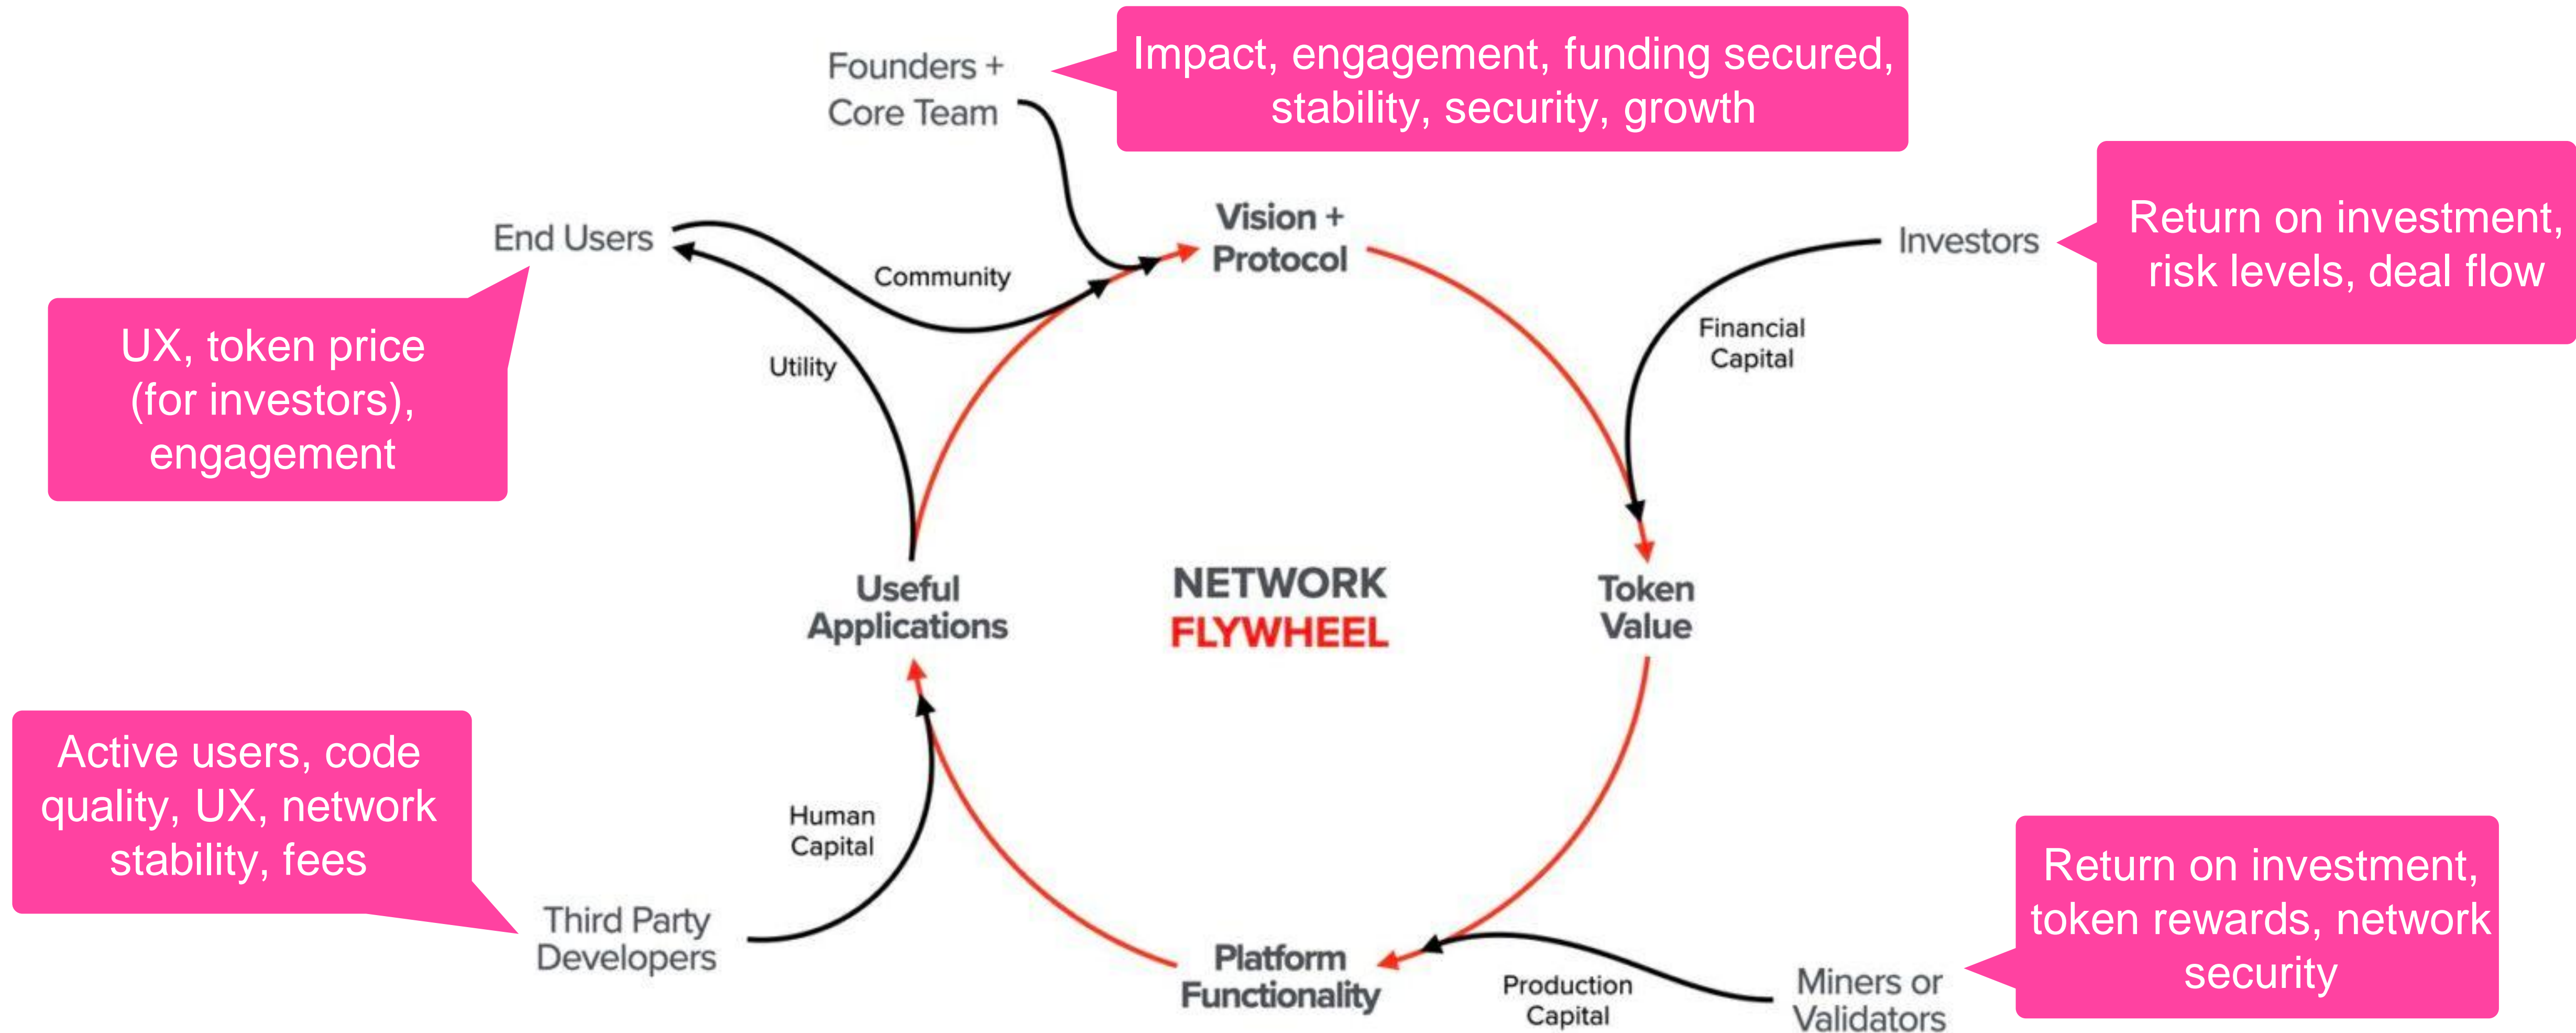 Founders +
Core Team
Impact, engagement, funding secured,
stability, security, growth
End Users
Community
Utility
Vision +
Protocol
Investors
Return on investment,
risk levels, deal flow
Financial
Capital
UX, token price
(for investors),
engagement
Useful
Applications
NETWORK
FLYWHEEL
Token
Value
Active users, code
quality, UX, network
stability, fees
Human
Capital
Third Party
Developers
Platform
Functionality
Production
Capital
Miners or
Validators
Return on investment,
token rewards, network
security